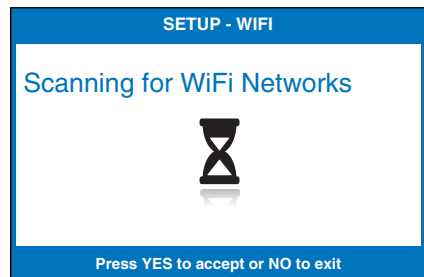 SETUP - WIFI
Scanning for WiFi Networks
Press YES to accept or NO to exit